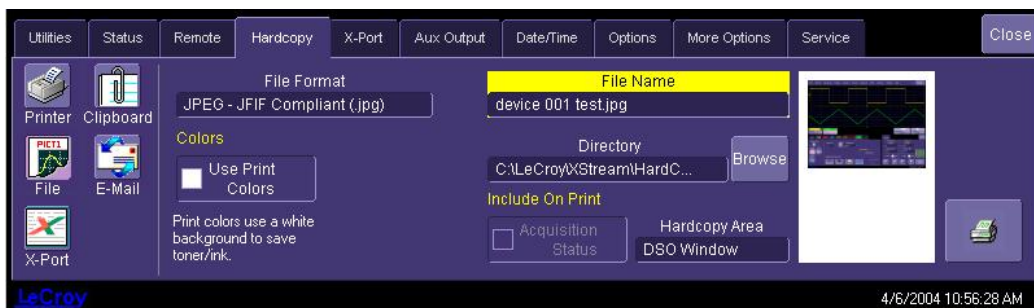 Utilities Status Remote Hardcopy X-Port Aux Output Date/Time Options More Options Service Close
Printer Clipboard
PICT1
File E-Mail
X-Port
File Format
JPEG - JFIF Compliant (.jpg)
Colors
Use Print
Colors
Print colors use a white
background to save
toner/ink.
File Name
device 001 test.jpg
Directory
C:\LeCroy\XStream\HardC...
Browse
Include On Print
Acquisition
Status
Hardcopy Area
DSO Window
LeCroy
4/6/2004 10:56:28 AM